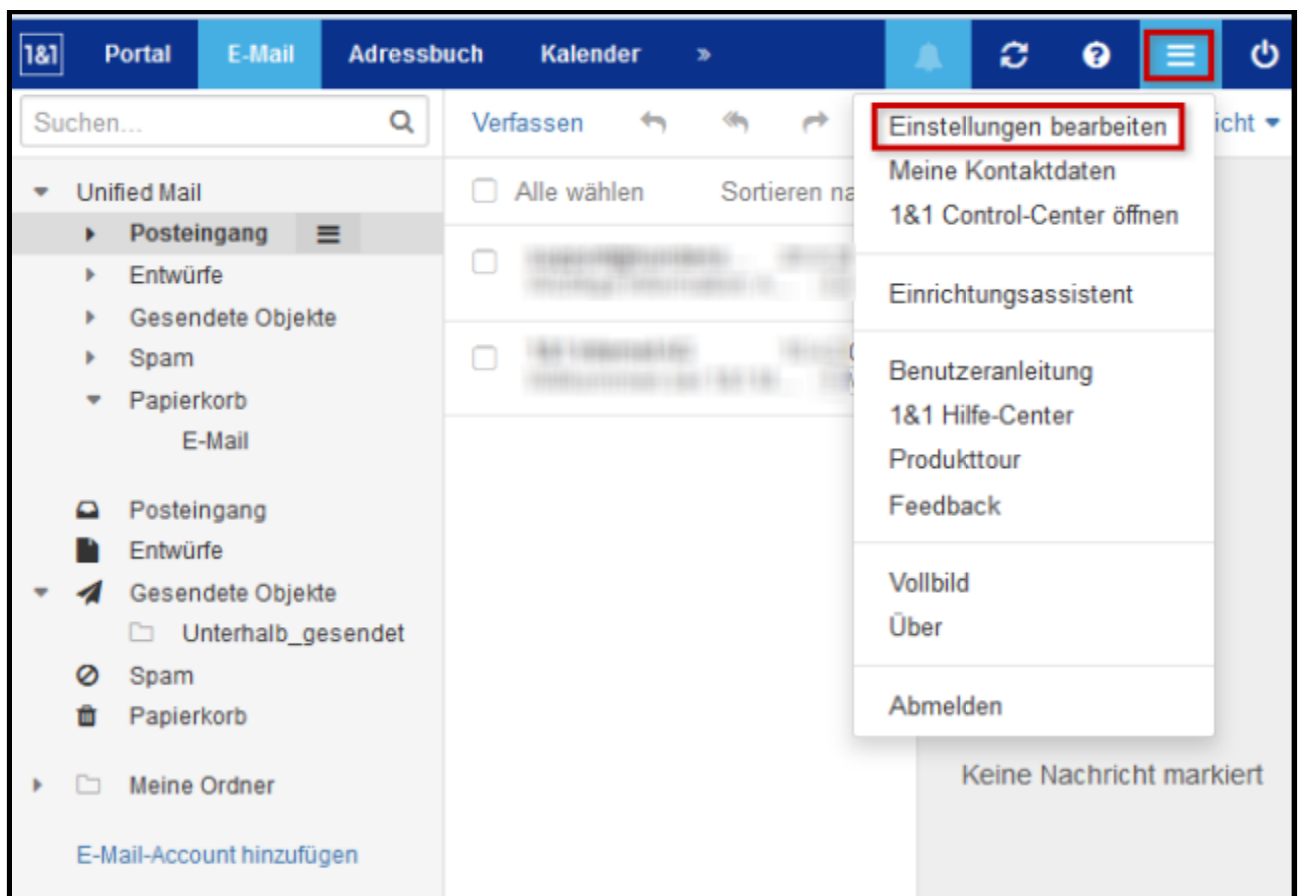 1&1 Portal E-Mail Adressbuch Kalender »
Suchen...
Unified Mail
Posteingang
Entwürfe
Gesendete Objekte
Spam
Papierkorb
E-Mail
Posteingang
Entwürfe
Gesendete Objekte
Unterhalb_gesendet
Spam
Papierkorb
Meine Ordner
E-Mail-Account hinzufügen
Verfassen
icht
Alle wählen Sortieren na
Einstellungen bearbeiten
Meine Kontaktdaten
1&1 Control-Center öffnen
Einrichtungsassistent
Benutzeranleitung
1&1 Hilfe-Center
Produkttour
Feedback
Vollbild
Über
Abmelden
Keine Nachricht markiert